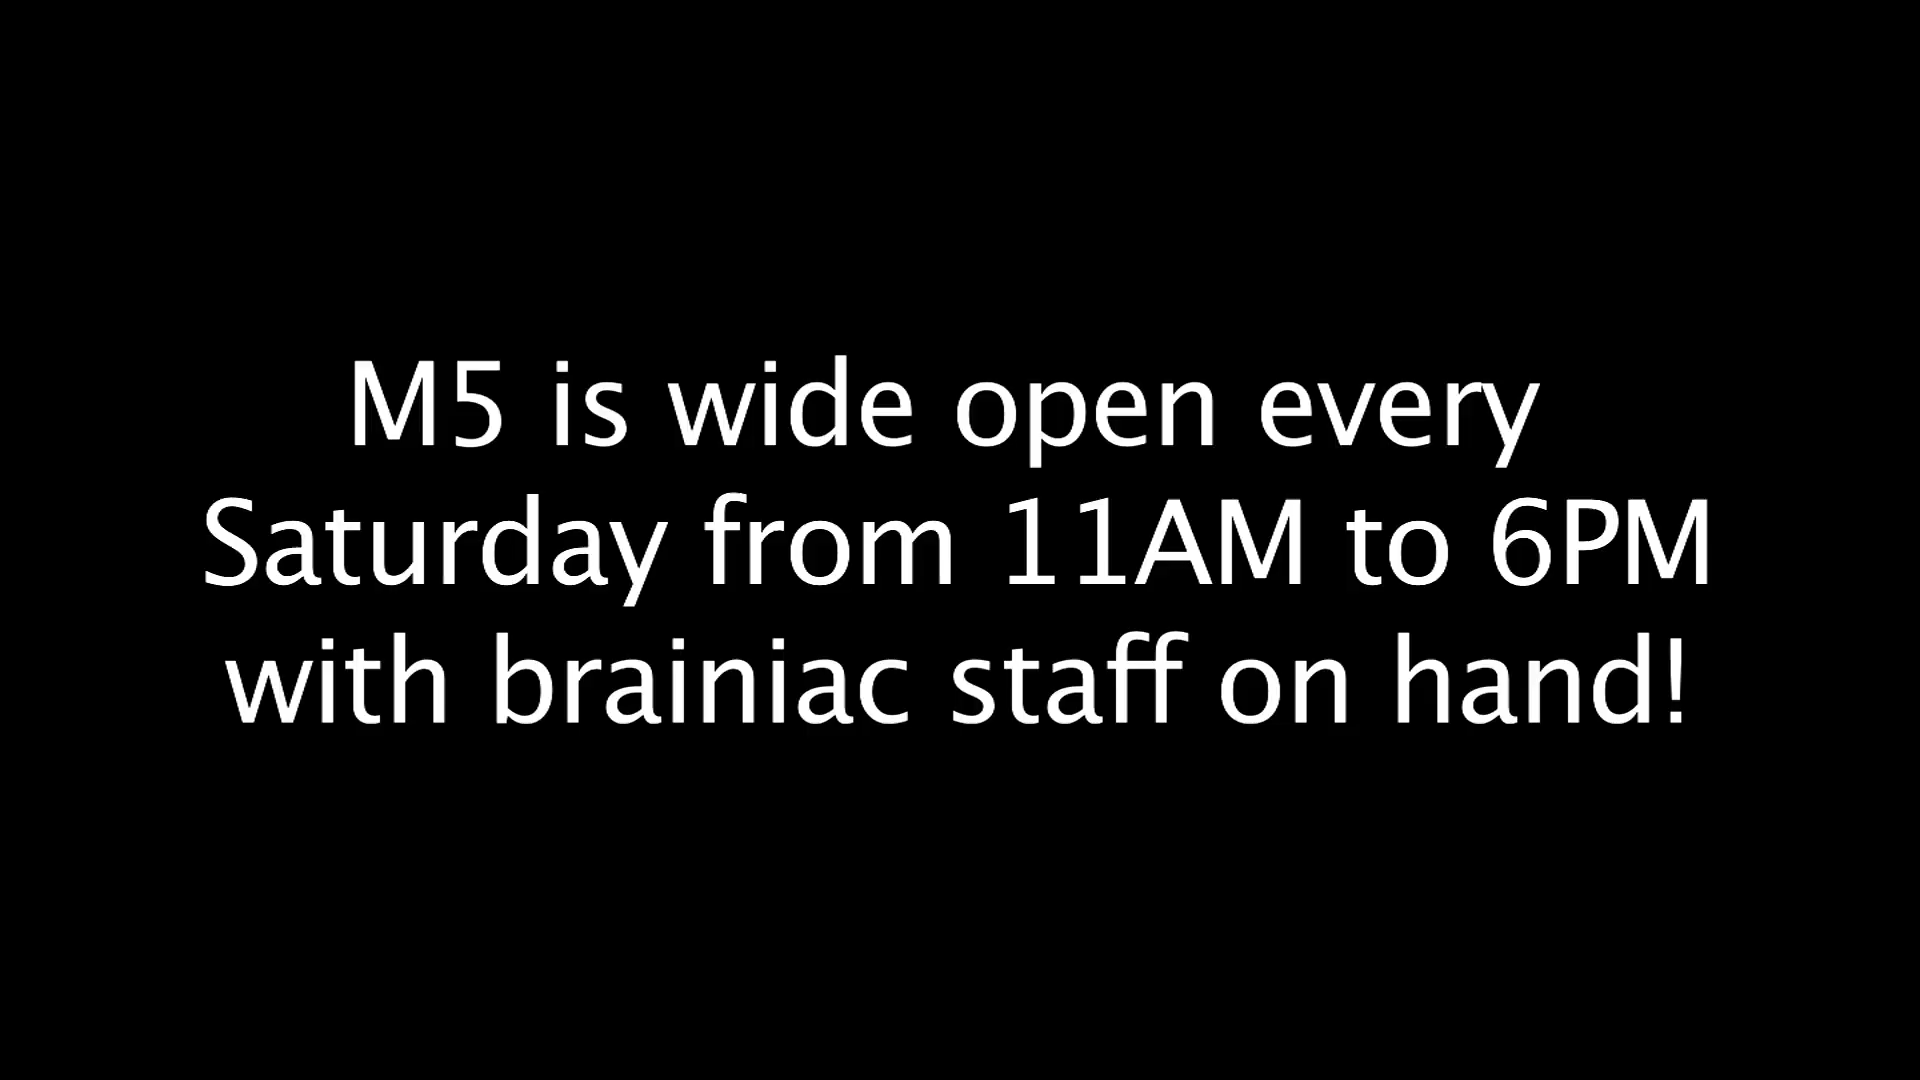 M5 is wide open every
Saturday from 11AM to 6PM
with brainiac staff on hand!